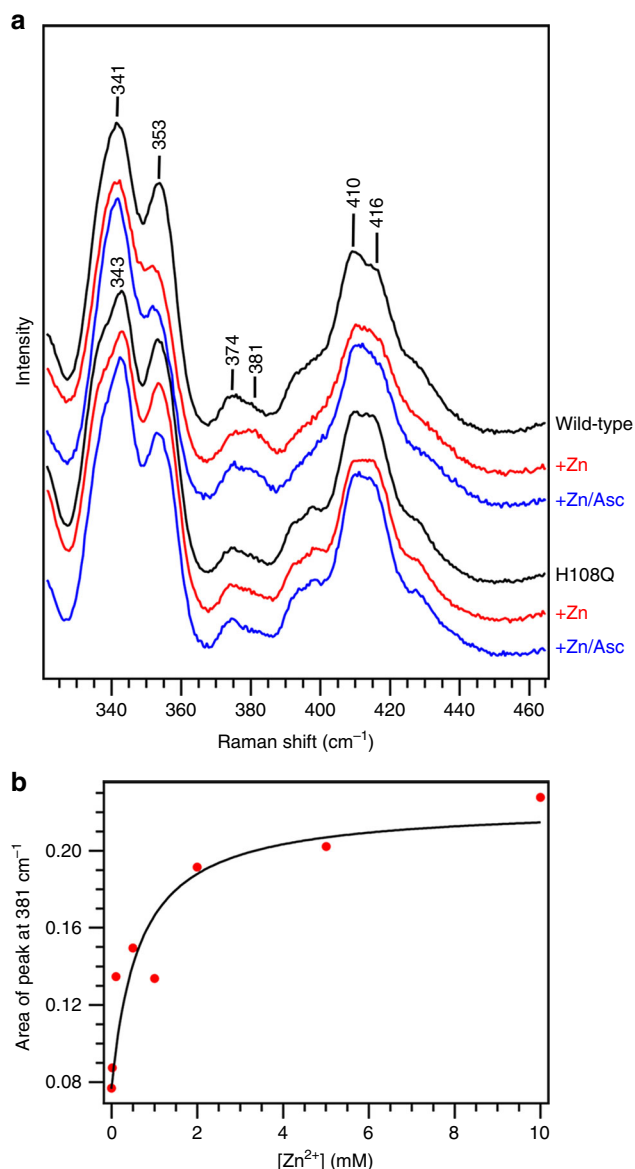 a
341
353
343
374
381
410
416
Intensity
Wild-type
+Zn
+Zn/Asc
H108Q
+Zn
+Zn/Asc
340 360 380 400 420 440 460
Raman shift (cm⁻¹)
b
Area of peak at 381 cm⁻¹
0.20
0.16
0.12
0.08
0 2 4 6 8 10
[Zn²⁺] (mM)